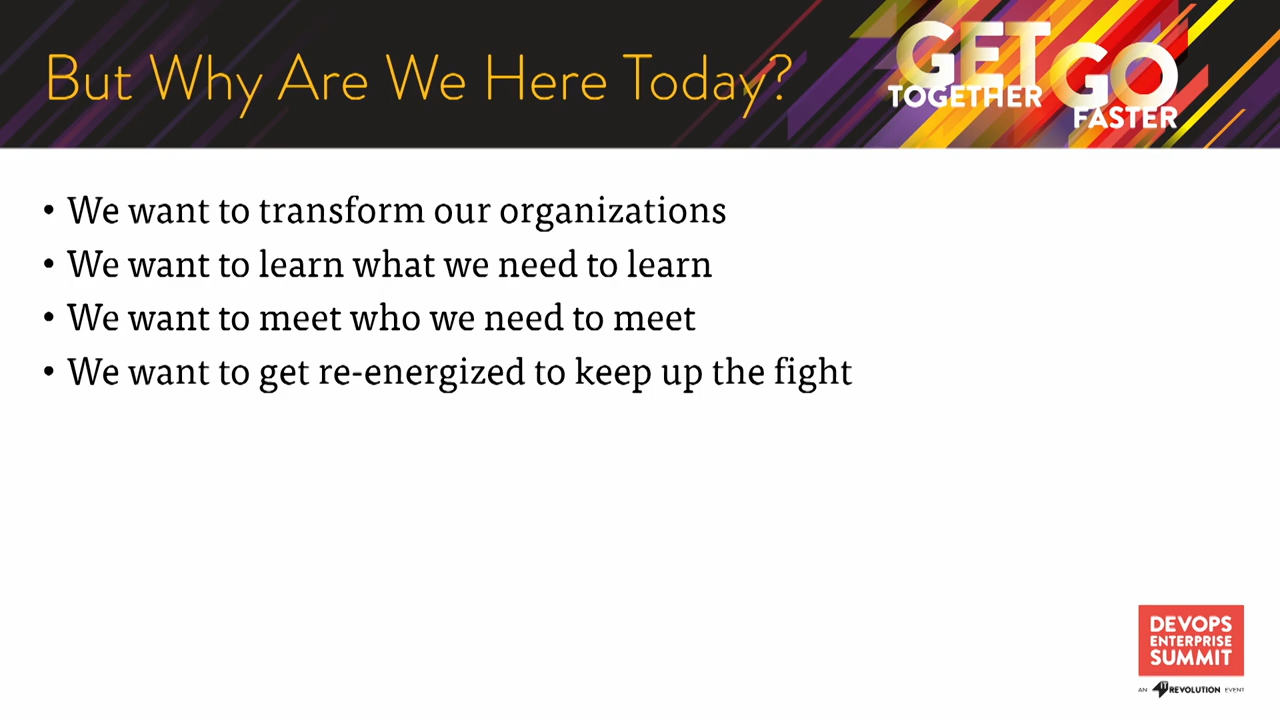 But Why Are We Here Today?
GET
TOGETHER
GO
FASTER
• We want to transform our organizations
• We want to learn what we need to learn
• We want to meet who we need to meet
• We want to get re-energized to keep up the fight
DEVOPS
ENTERPRISE
SUMMIT
AN IT REVOLUTION EVENT